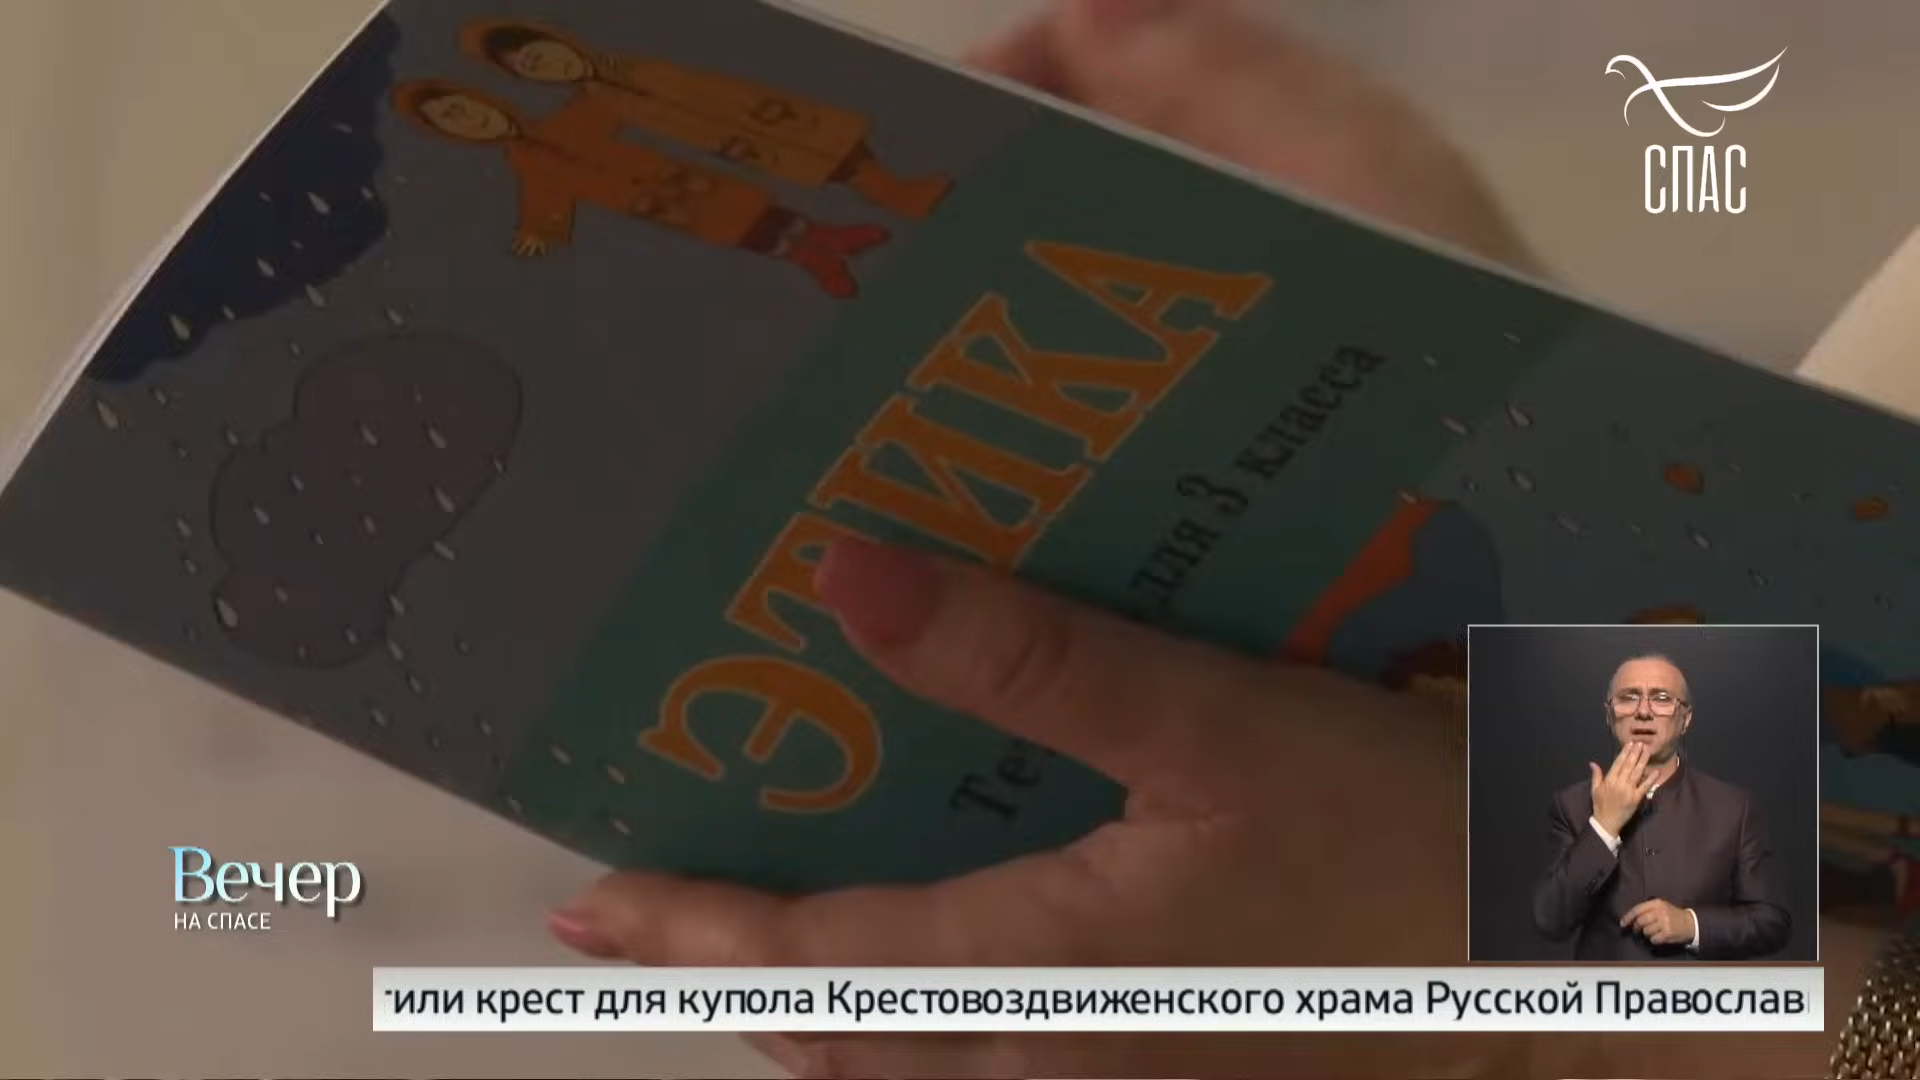 СПАС
ЭТИКА
для 3 класса
Вечер
НА СПАСЕ
тили крест для купола Крестовоздвиженского храма Русской Православ